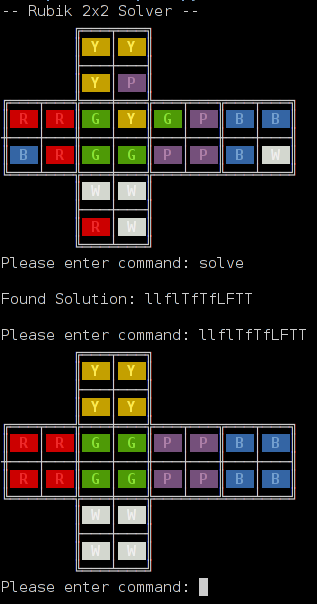 -- Rubik 2x2 Solver --
Y Y
Y P
R R G Y G P B B
B R G G P P B W
W W
R W
Please enter command: solve
Found Solution: llflTfTfLFTT
Please enter command: llflTfTfLFTT
Y Y
Y Y
R R G G P P B B
R R G G P P B B
W W
W W
Please enter command: